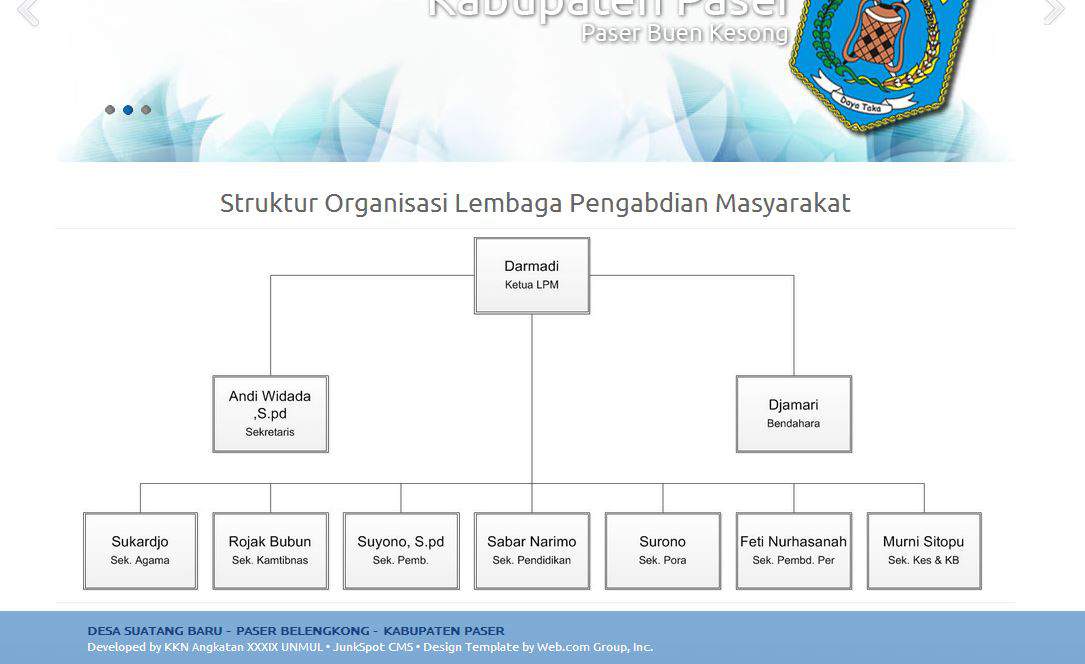 Kabupaten Paser
Paser Buen Kesong
Daya Taka
Struktur Organisasi Lembaga Pengabdian Masyarakat
Darmadi
Ketua LPM
Andi Widada
,S.pd
Sekretaris
Djamari
Bendahara
Sukardjo
Sek. Agama
Rojak Bubun
Sek. Kamtibnas
Suyono, S.pd
Sek. Pemb.
Sabar Narimo
Sek. Pendidikan
Surono
Sek. Pora
Feti Nurhasanah
Sek. Pembd. Per
Murni Sitopu
Sek. Kes & KB
DESA SUATANG BARU - PASER BELENGKONG - KABUPATEN PASER
Developed by KKN Angkatan XXXIX UNMUL • JunkSpot CMS • Design Template by Web.com Group, Inc.